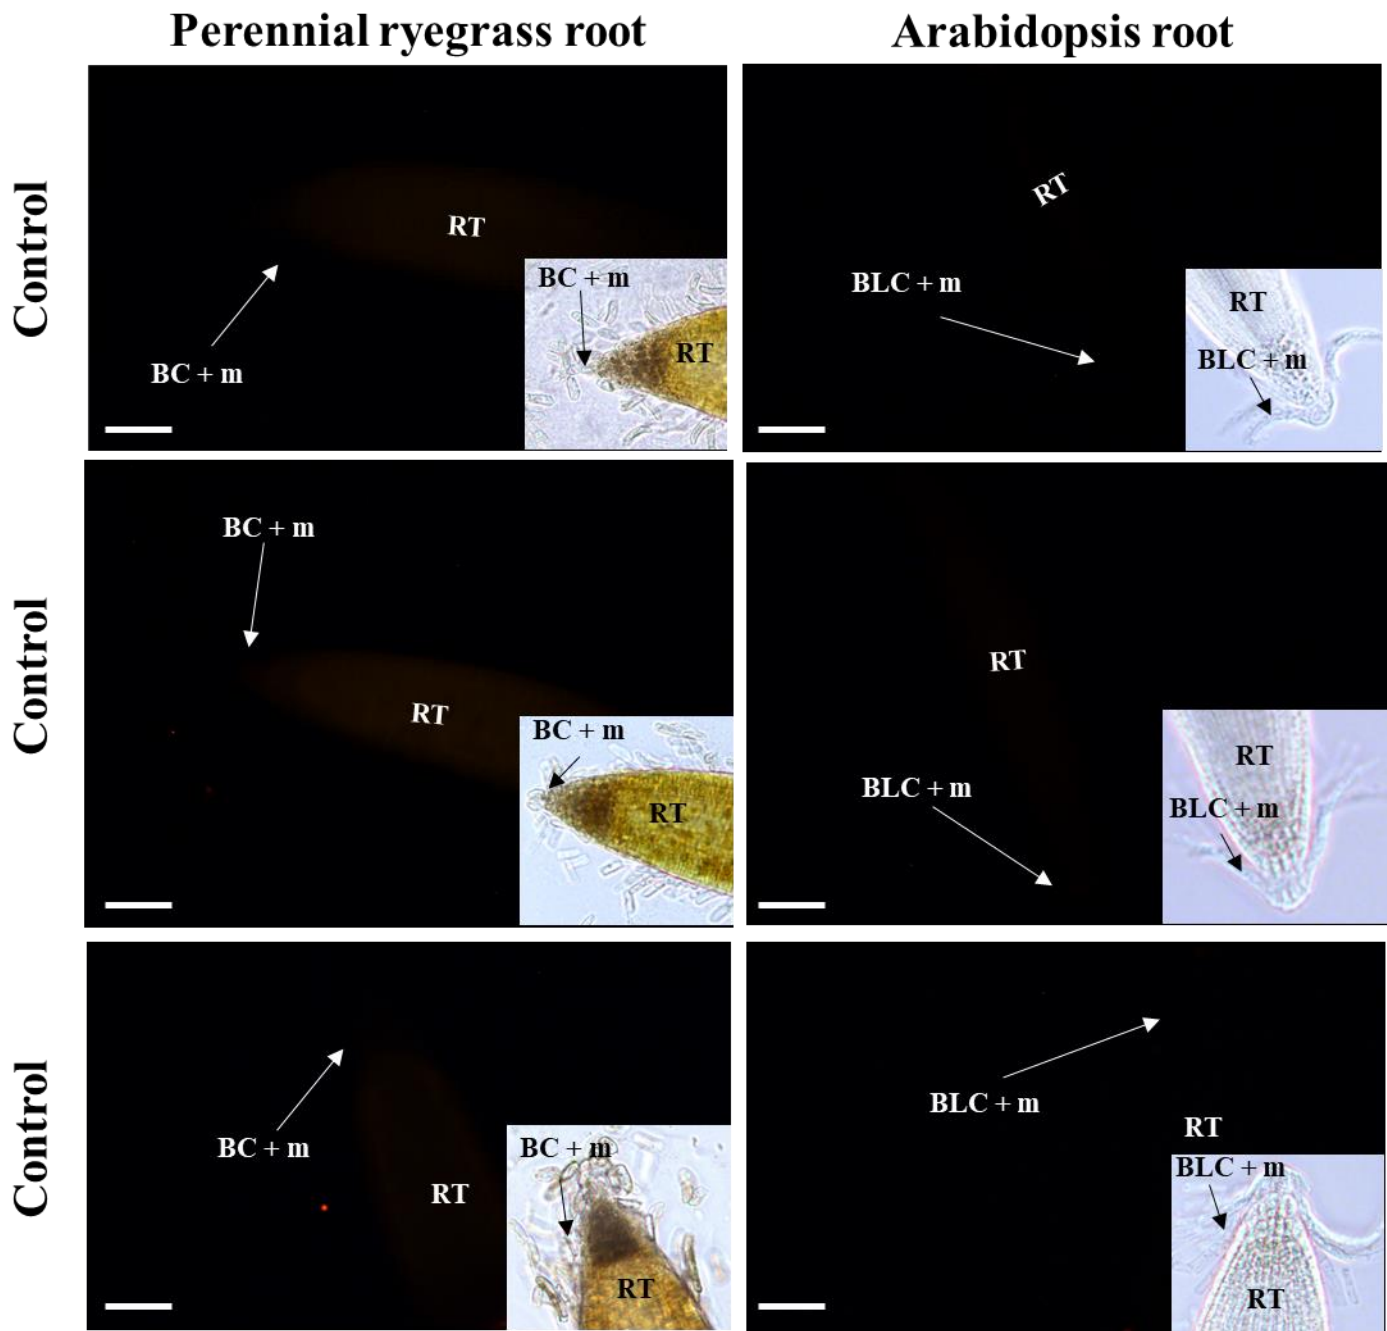 Perennial ryegrass root
Arabidopsis root
Control
RT
BC + m
BC + m
RT
RT
BLC + m
RT
BLC + m
Control
BC + m
RT
BC + m
RT
RT
BLC + m
RT
BLC + m
Control
BC + m
RT
BC + m
RT
BLC + m
RT
BLC + m
RT